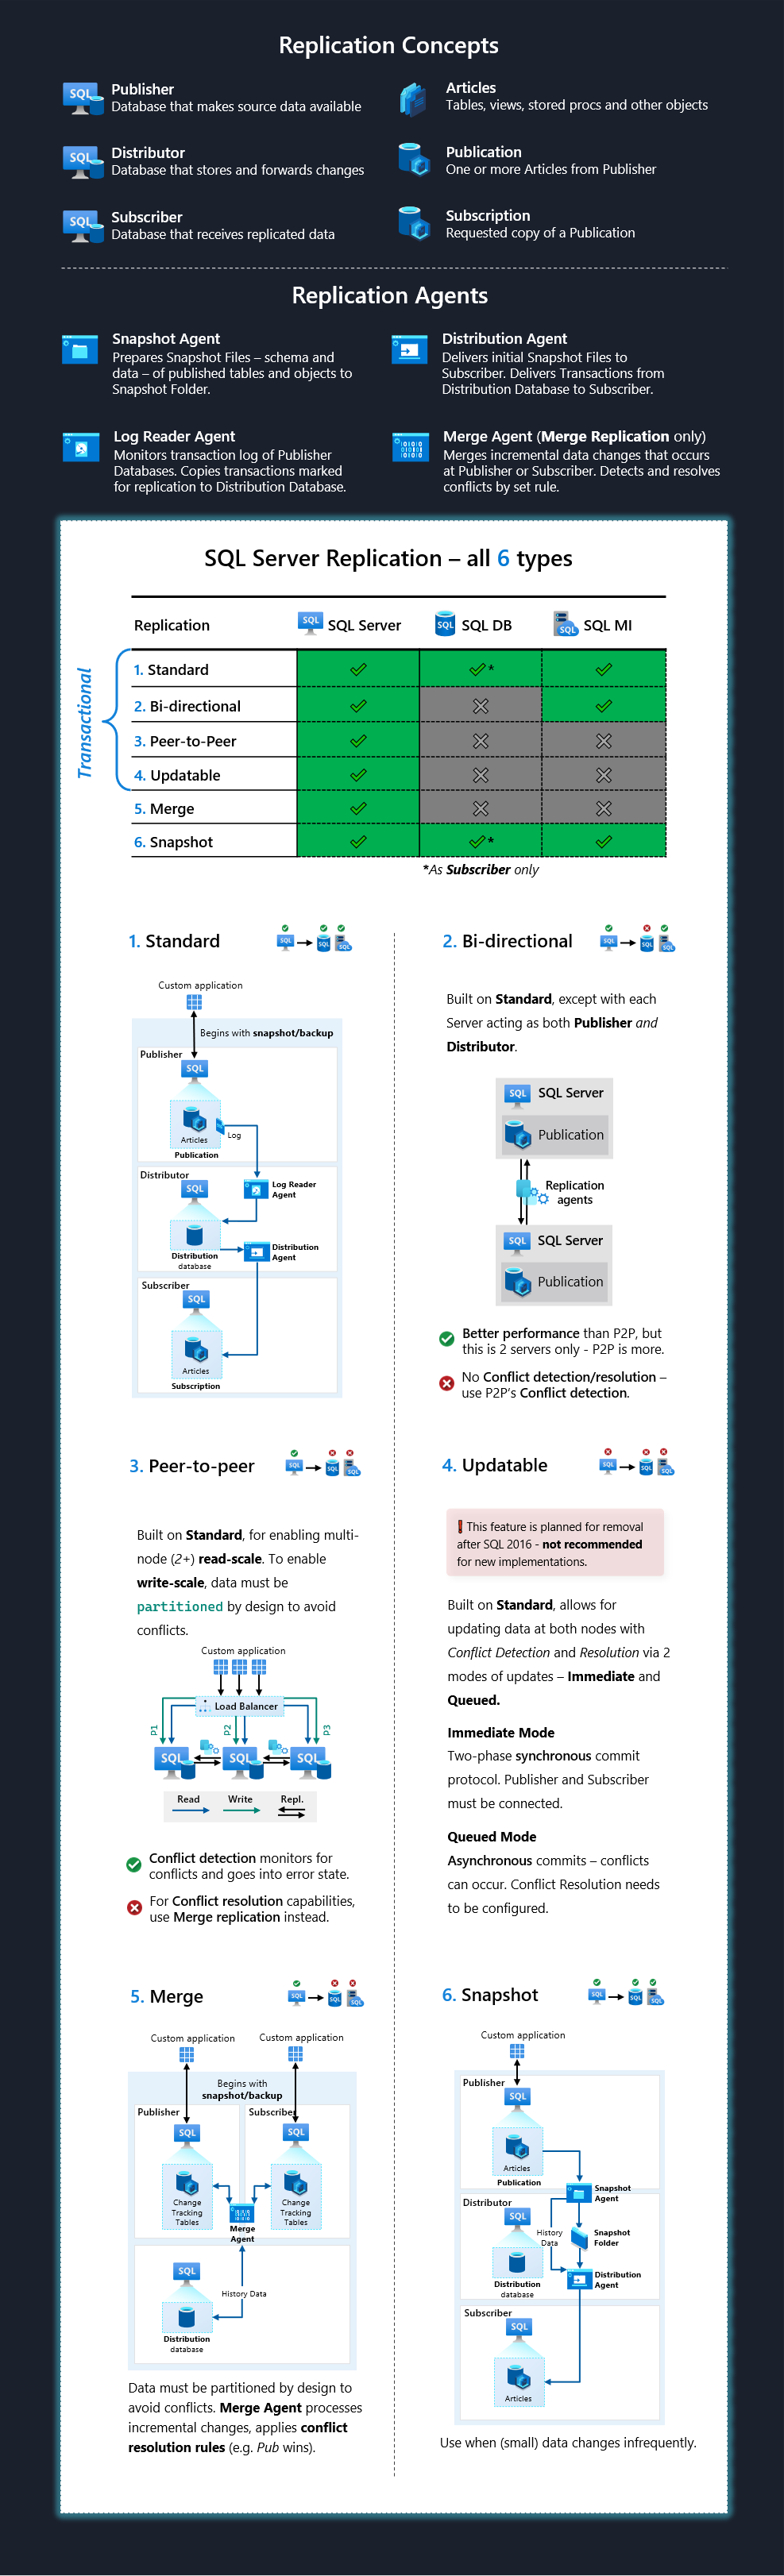 Replication Concepts
Publisher
Database that makes source data available
Articles
Tables, views, stored procs and other objects
Distributor
Database that stores and forwards changes
Publication
One or more Articles from Publisher
Subscriber
Database that receives replicated data
Subscription
Requested copy of a Publication
Replication Agents
Snapshot Agent
Prepares Snapshot Files – schema and
data – of published tables and objects to
Snapshot Folder.
Distribution Agent
Delivers initial Snapshot Files to
Subscriber. Delivers Transactions from
Distribution Database to Subscriber.
Log Reader Agent
Monitors transaction log of Publisher
Databases. Copies transactions marked
for replication to Distribution Database.
Merge Agent (Merge Replication only)
Merges incremental data changes that occurs
at Publisher or Subscriber. Detects and resolves
conflicts by set rule.
SQL Server Replication – all 6 types
Replication SQL Server SQL DB SQL MI
Transactional
1. Standard *
2. Bi-directional
3. Peer-to-Peer
4. Updatable
5. Merge
6. Snapshot *
*As Subscriber only
1. Standard
Custom application
Begins with snapshot/backup
Publisher
SQL
Articles
Log
Publication
Distributor
SQL
Log Reader
Agent
Distribution
database
Distribution
Agent
Subscriber
SQL
Articles
Subscription
2. Bi-directional
Built on Standard, except with each
Server acting as both Publisher and
Distributor.
SQL SQL Server
Publication
Replication
agents
SQL SQL Server
Publication
Better performance than P2P, but
this is 2 servers only - P2P is more.
No Conflict detection/resolution –
use P2P's Conflict detection.
3. Peer-to-peer
Built on Standard, for enabling multi-
node (2+) read-scale. To enable
write-scale, data must be
partitioned by design to avoid
conflicts.
Custom application
Load Balancer
P1
P2
P3
SQL SQL SQL
Read Write Repl.
Conflict detection monitors for
conflicts and goes into error state.
For Conflict resolution capabilities,
use Merge replication instead.
4. Updatable
This feature is planned for removal
after SQL 2016 - not recommended
for new implementations.
Built on Standard, allows for
updating data at both nodes with
Conflict Detection and Resolution via 2
modes of updates – Immediate and
Queued.
Immediate Mode
Two-phase synchronous commit
protocol. Publisher and Subscriber
must be connected.
Queued Mode
Asynchronous commits – conflicts
can occur. Conflict Resolution needs
to be configured.
5. Merge
Custom application Custom application
Begins with
snapshot/backup
Publisher Subscriber
SQL SQL
Change
Tracking
Tables
Change
Tracking
Tables
Merge
Agent
SQL
History Data
Distribution
database
Data must be partitioned by design to
avoid conflicts. Merge Agent processes
incremental changes, applies conflict
resolution rules (e.g. Pub wins).
6. Snapshot
Custom application
Publisher
SQL
Articles
Publication
Snapshot
Agent
Distributor
SQL
History
Data
Snapshot
Folder
Distribution
database
Distribution
Agent
Subscriber
SQL
Articles
Use when (small) data changes infrequently.